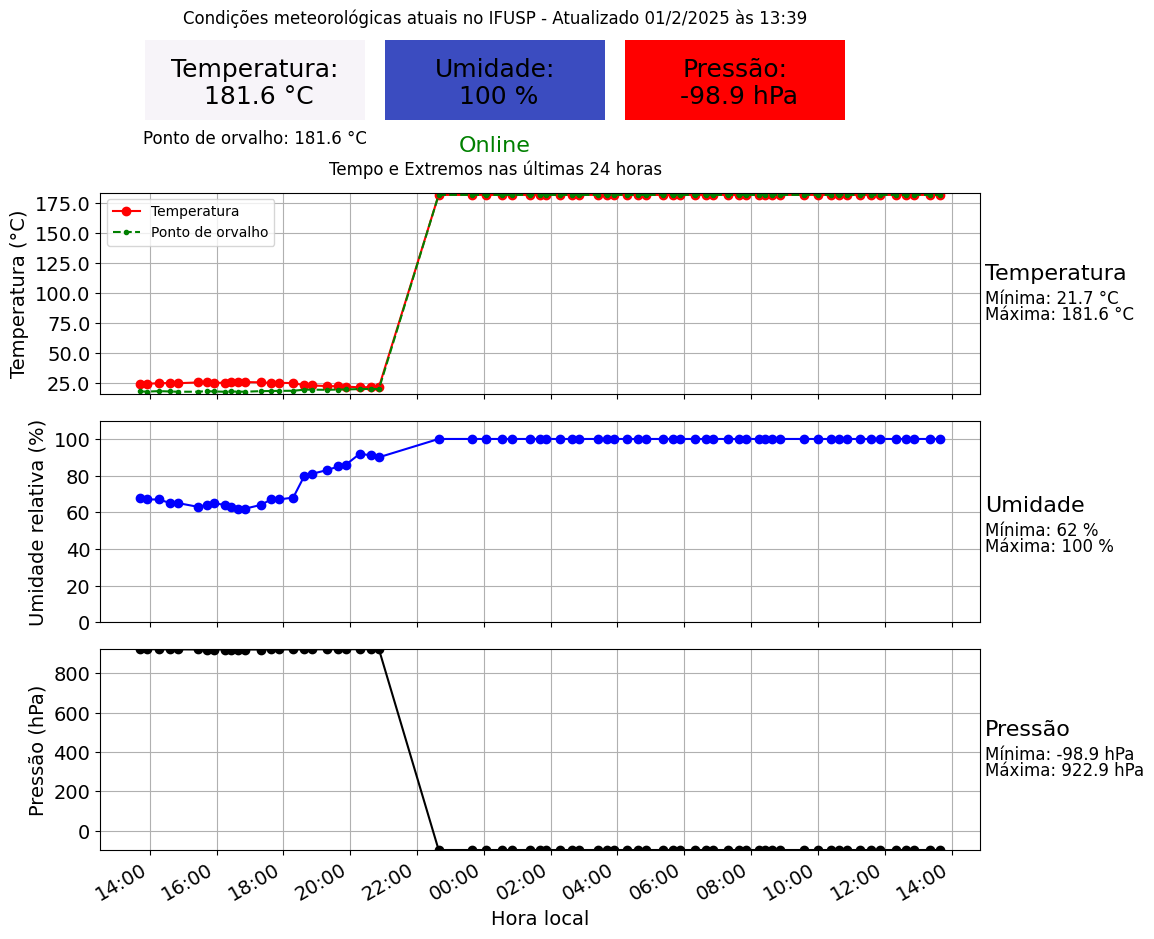 Condições meteorológicas atuais no IFUSP - Atualizado 01/2/2025 às 13:39
Temperatura:
181.6 °C
Umidade:
100 %
Pressão:
-98.9 hPa
Ponto de orvalho: 181.6 °C
Online
Tempo e Extremos nas últimas 24 horas
Temperatura (°C)
175.0
150.0
125.0
100.0
75.0
50.0
25.0
Temperatura
Ponto de orvalho
Temperatura
Mínima: 21.7 °C
Máxima: 181.6 °C
Umidade relativa (%)
100
80
60
40
20
0
Umidade
Mínima: 62 %
Máxima: 100 %
Pressão (hPa)
800
600
400
200
0
Pressão
Mínima: -98.9 hPa
Máxima: 922.9 hPa
14:00 16:00 18:00 20:00 22:00 00:00 02:00 04:00 06:00 08:00 10:00 12:00 14:00
Hora local